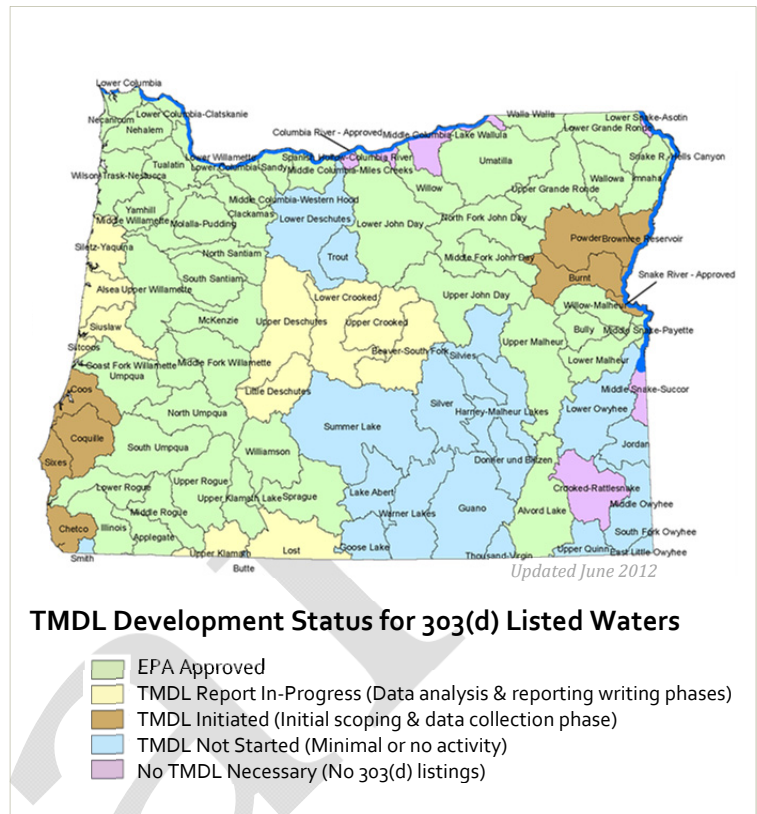 Lower Columbia
Necanicum
Lower Columbia-Clatskanie
Nehalem
Columbia River - Approved
Middle Columbia-Lake Wallula
Walla Walla
Lower Snake-Asotin
Lower Grande Ronde
Lower Willamette
Tualatin
Lower Columbia-Sandy
Middle Columbia-Miles Creeks
Umatilla
Snake R. Hells Canyon
Wilson-Trask-Nestucca
Willow
Wallowa
Imnaha
Upper Grande Ronde
Middle Columbia-Western Hood
Yamhill
Clackamas
Middle Willamette
Molalla-Pudding
Lower Deschutes
Lower John Day
North Fork John Day
Siletz-Yaquina
Powder
Brownlee Reservoir
North Santiam
Trout
Middle Fork John Day
Snake River - Approved
South Santiam
Burnt
Alsea
Upper Willamette
Lower Crooked
Upper John Day
Willow-Malheur
McKenzie
Upper Deschutes
Upper Crooked
Siuslaw
Bully
Middle Snake-Payette
Upper Malheur
Siltcoos
Beaver-South Fork
Silvies
Coast Fork Willamette
Middle Fork Willamette
Lower Malheur
Umpqua
Coos
Little Deschutes
Middle Snake-Succor
Silver
Harney-Malheur Lakes
Lower Owyhee
North Umpqua
Summer Lake
Coquille
South Umpqua
Williamson
Jordan
Sixes
Donner und Blitzen
Lower Rogue
Upper Rogue
Upper Klamath Lake
Sprague
Lake Abert
Crooked-Rattlesnake
Middle Owyhee
Middle Rogue
Warner Lakes
Guano
Alvord Lake
Chetco
Illinois
Applegate
South Fork Owyhee
Smith
Upper Klamath
Lost
Goose Lake
Thousand-Virgin
Upper Quinn
East Little Owyhee
Butte
Updated June 2012
TMDL Development Status for 303(d) Listed Waters
EPA Approved
TMDL Report In-Progress (Data analysis & reporting writing phases)
TMDL Initiated (Initial scoping & data collection phase)
TMDL Not Started (Minimal or no activity)
No TMDL Necessary (No 303(d) listings)